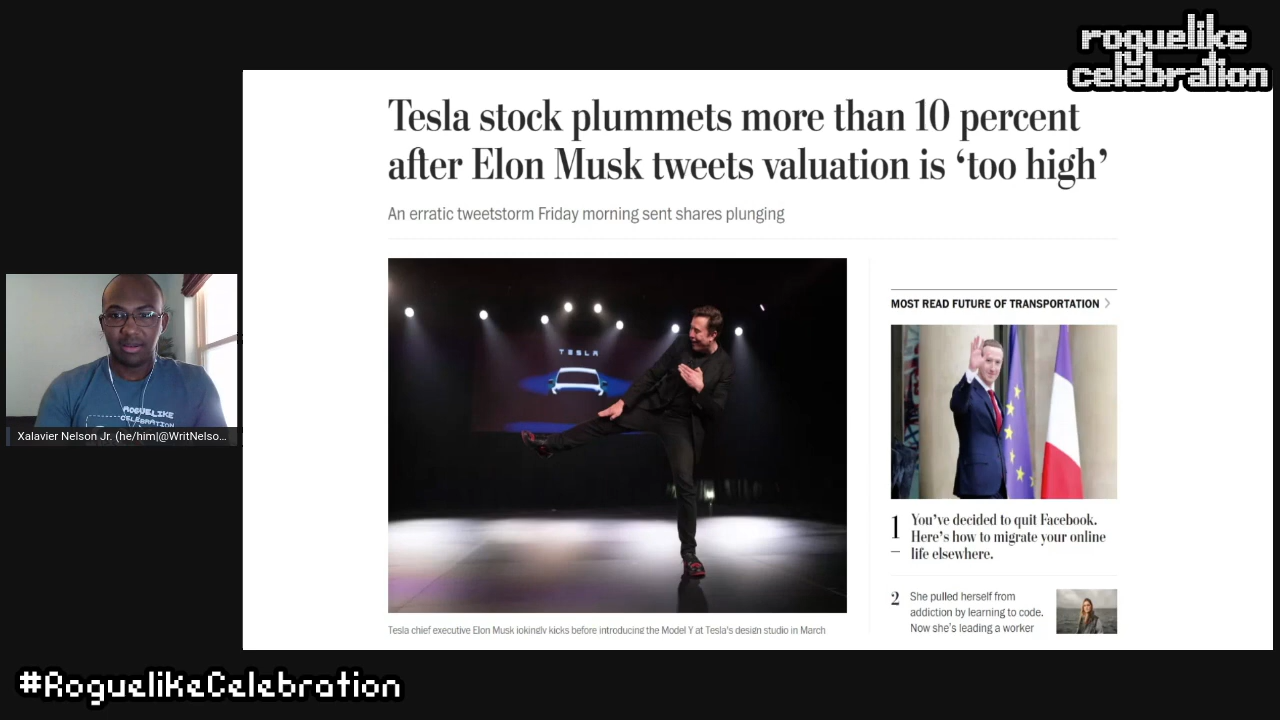 roguelike
celebration
Tesla stock plummets more than 10 percent
after Elon Musk tweets valuation is ‘too high’
An erratic tweetstorm Friday morning sent shares plunging
MOST READ FUTURE OF TRANSPORTATION
TESLA
ROGUELIKE
CELEBRATION
Xalavier Nelson Jr. (he/him|@WritNelso...
1
You’ve decided to quit Facebook.
Here’s how to migrate your online
life elsewhere.
2
She pulled herself from
addiction by learning to code.
Now she’s leading a worker
Tesla chief executive Elon Musk jokingly kicks before introducing the Model Y at Tesla's design studio in March
#RoguelikeCelebration